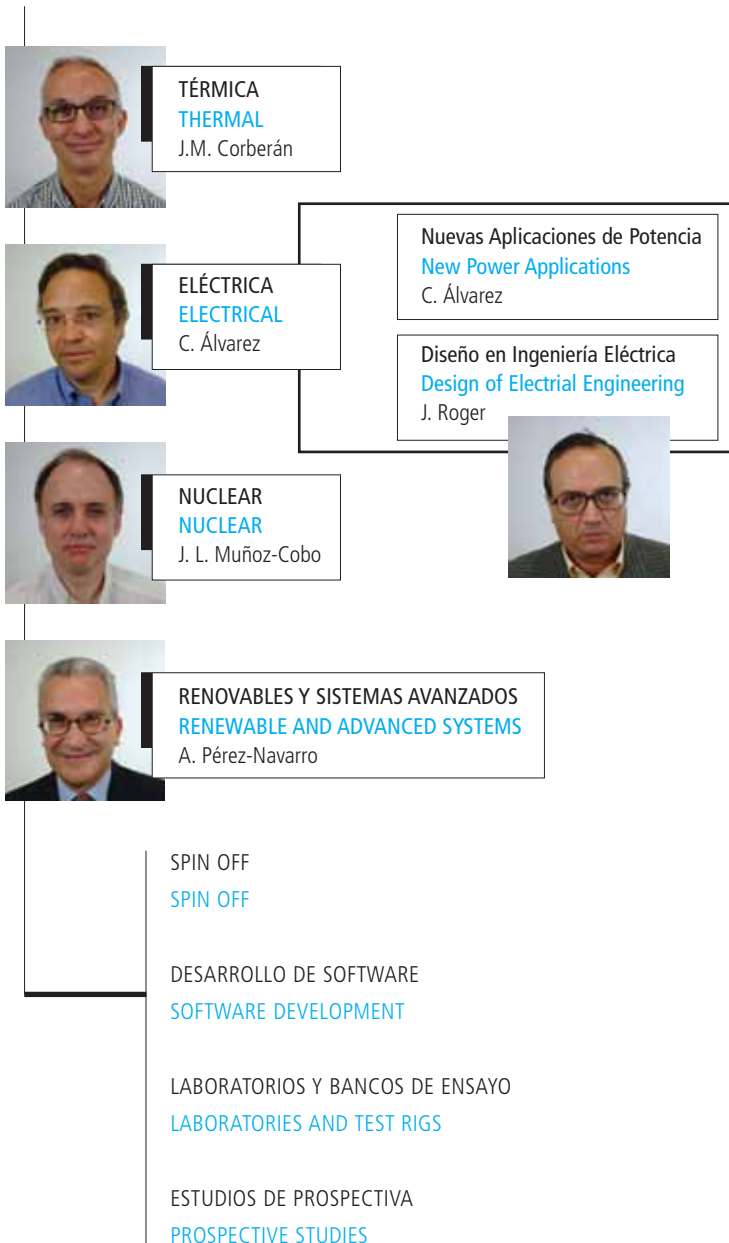 TÉRMICA
THERMAL
J.M. Corberán
Nuevas Aplicaciones de Potencia
New Power Applications
C. Álvarez
ELÉCTRICA
ELECTRICAL
C. Álvarez
Diseño en Ingeniería Eléctrica
Design of Electrial Engineering
J. Roger
NUCLEAR
NUCLEAR
J. L. Muñoz-Cobo
RENOVABLES Y SISTEMAS AVANZADOS
RENEWABLE AND ADVANCED SYSTEMS
A. Pérez-Navarro
SPIN OFF
SPIN OFF
DESARROLLO DE SOFTWARE
SOFTWARE DEVELOPMENT
LABORATORIOS Y BANCOS DE ENSAYO
LABORATORIES AND TEST RIGS
ESTUDIOS DE PROSPECTIVA
PROSPECTIVE STUDIES